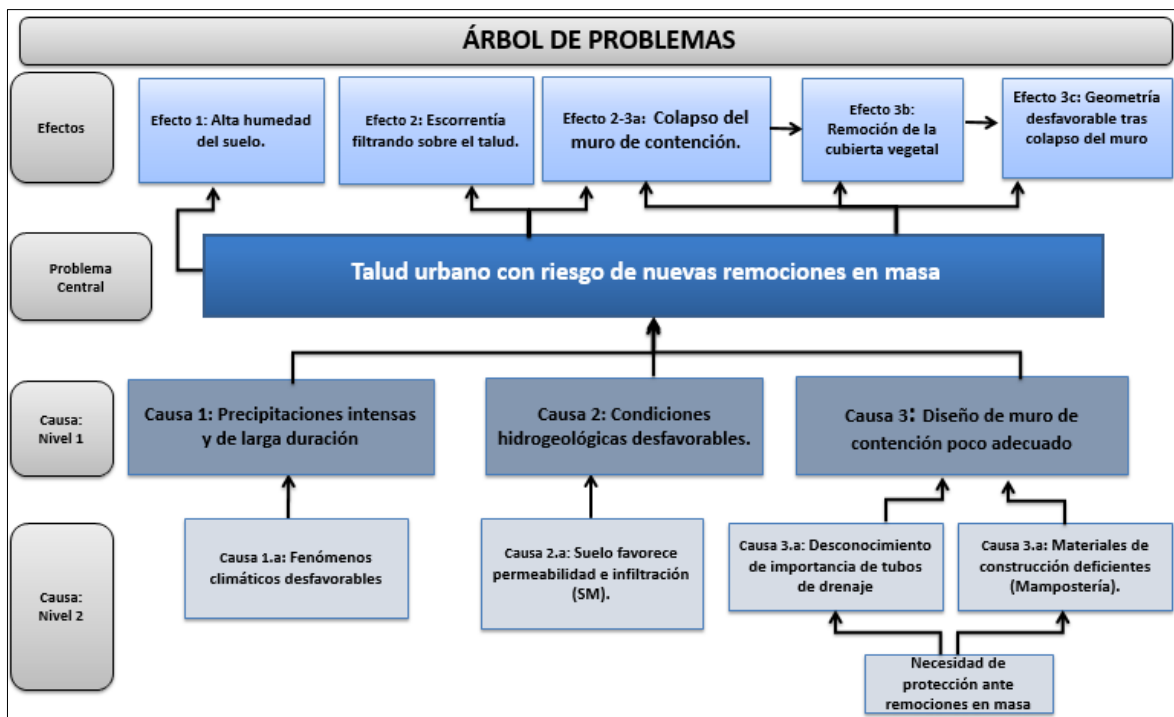 ÁRBOL DE PROBLEMAS
Efectos
Efecto 1: Alta humedad
del suelo.
Efecto 2: Escorrentía
filtrando sobre el talud.
Efecto 2-3a: Colapso del
muro de contención.
Efecto 3b:
Remoción de la
cubierta vegetal
Efecto 3c: Geometría
desfavorable tras
colapso del muro
Problema
Central
Talud urbano con riesgo de nuevas remociones en masa
Causa:
Nivel 1
Causa 1: Precipitaciones intensas
y de larga duración
Causa 2: Condiciones
hidrogeológicas desfavorables.
Causa 3: Diseño de muro de
contención poco adecuado
Causa:
Nivel 2
Causa 1.a: Fenómenos
climáticos desfavorables
Causa 2.a: Suelo favorece
permeabilidad e infiltración
(SM).
Causa 3.a: Desconocimiento
de importancia de tubos
de drenaje
Causa 3.a: Materiales de
construcción deficientes
(Mampostería).
Necesidad de
protección ante
remociones en masa